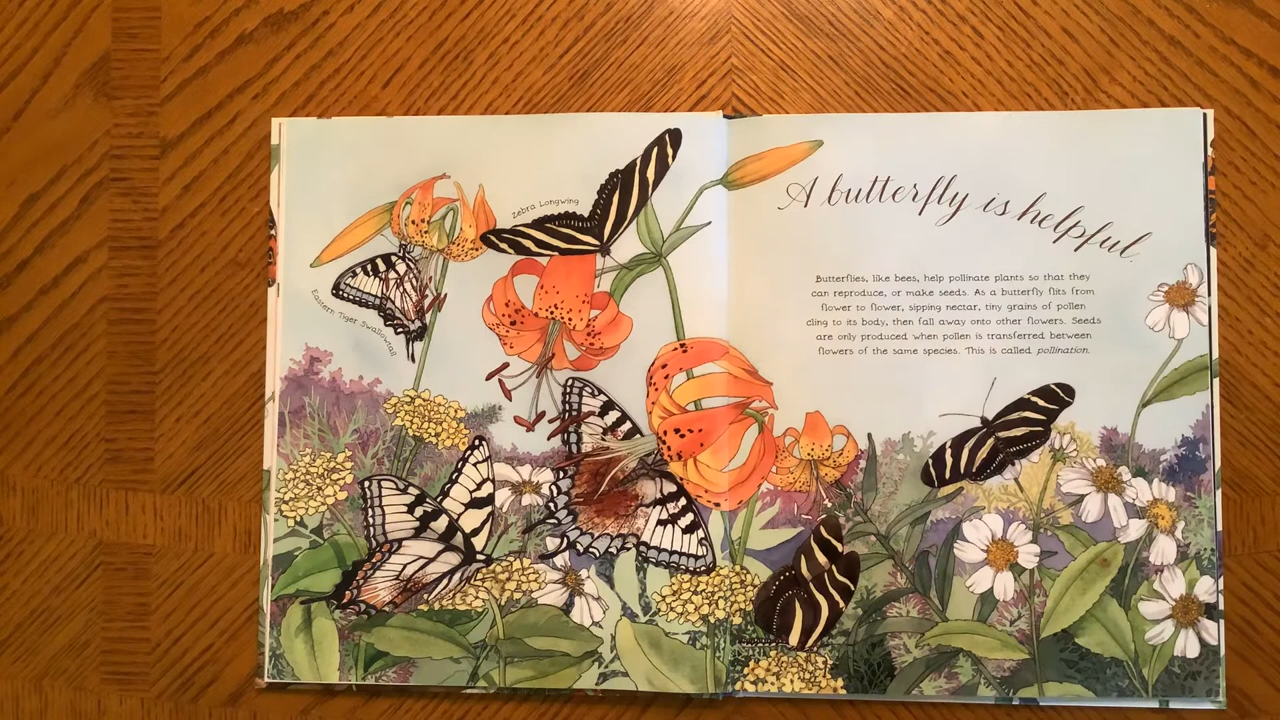 Zebra Longwing
Eastern Tiger Swallowtail
A butterfly is helpful.
Butterflies, like bees, help pollinate plants so that they
can reproduce, or make seeds. As a butterfly flits from
flower to flower, sipping nectar, tiny grains of pollen
cling to its body, then fall away onto other flowers. Seeds
are only produced when pollen is transferred between
flowers of the same species. This is called pollination.